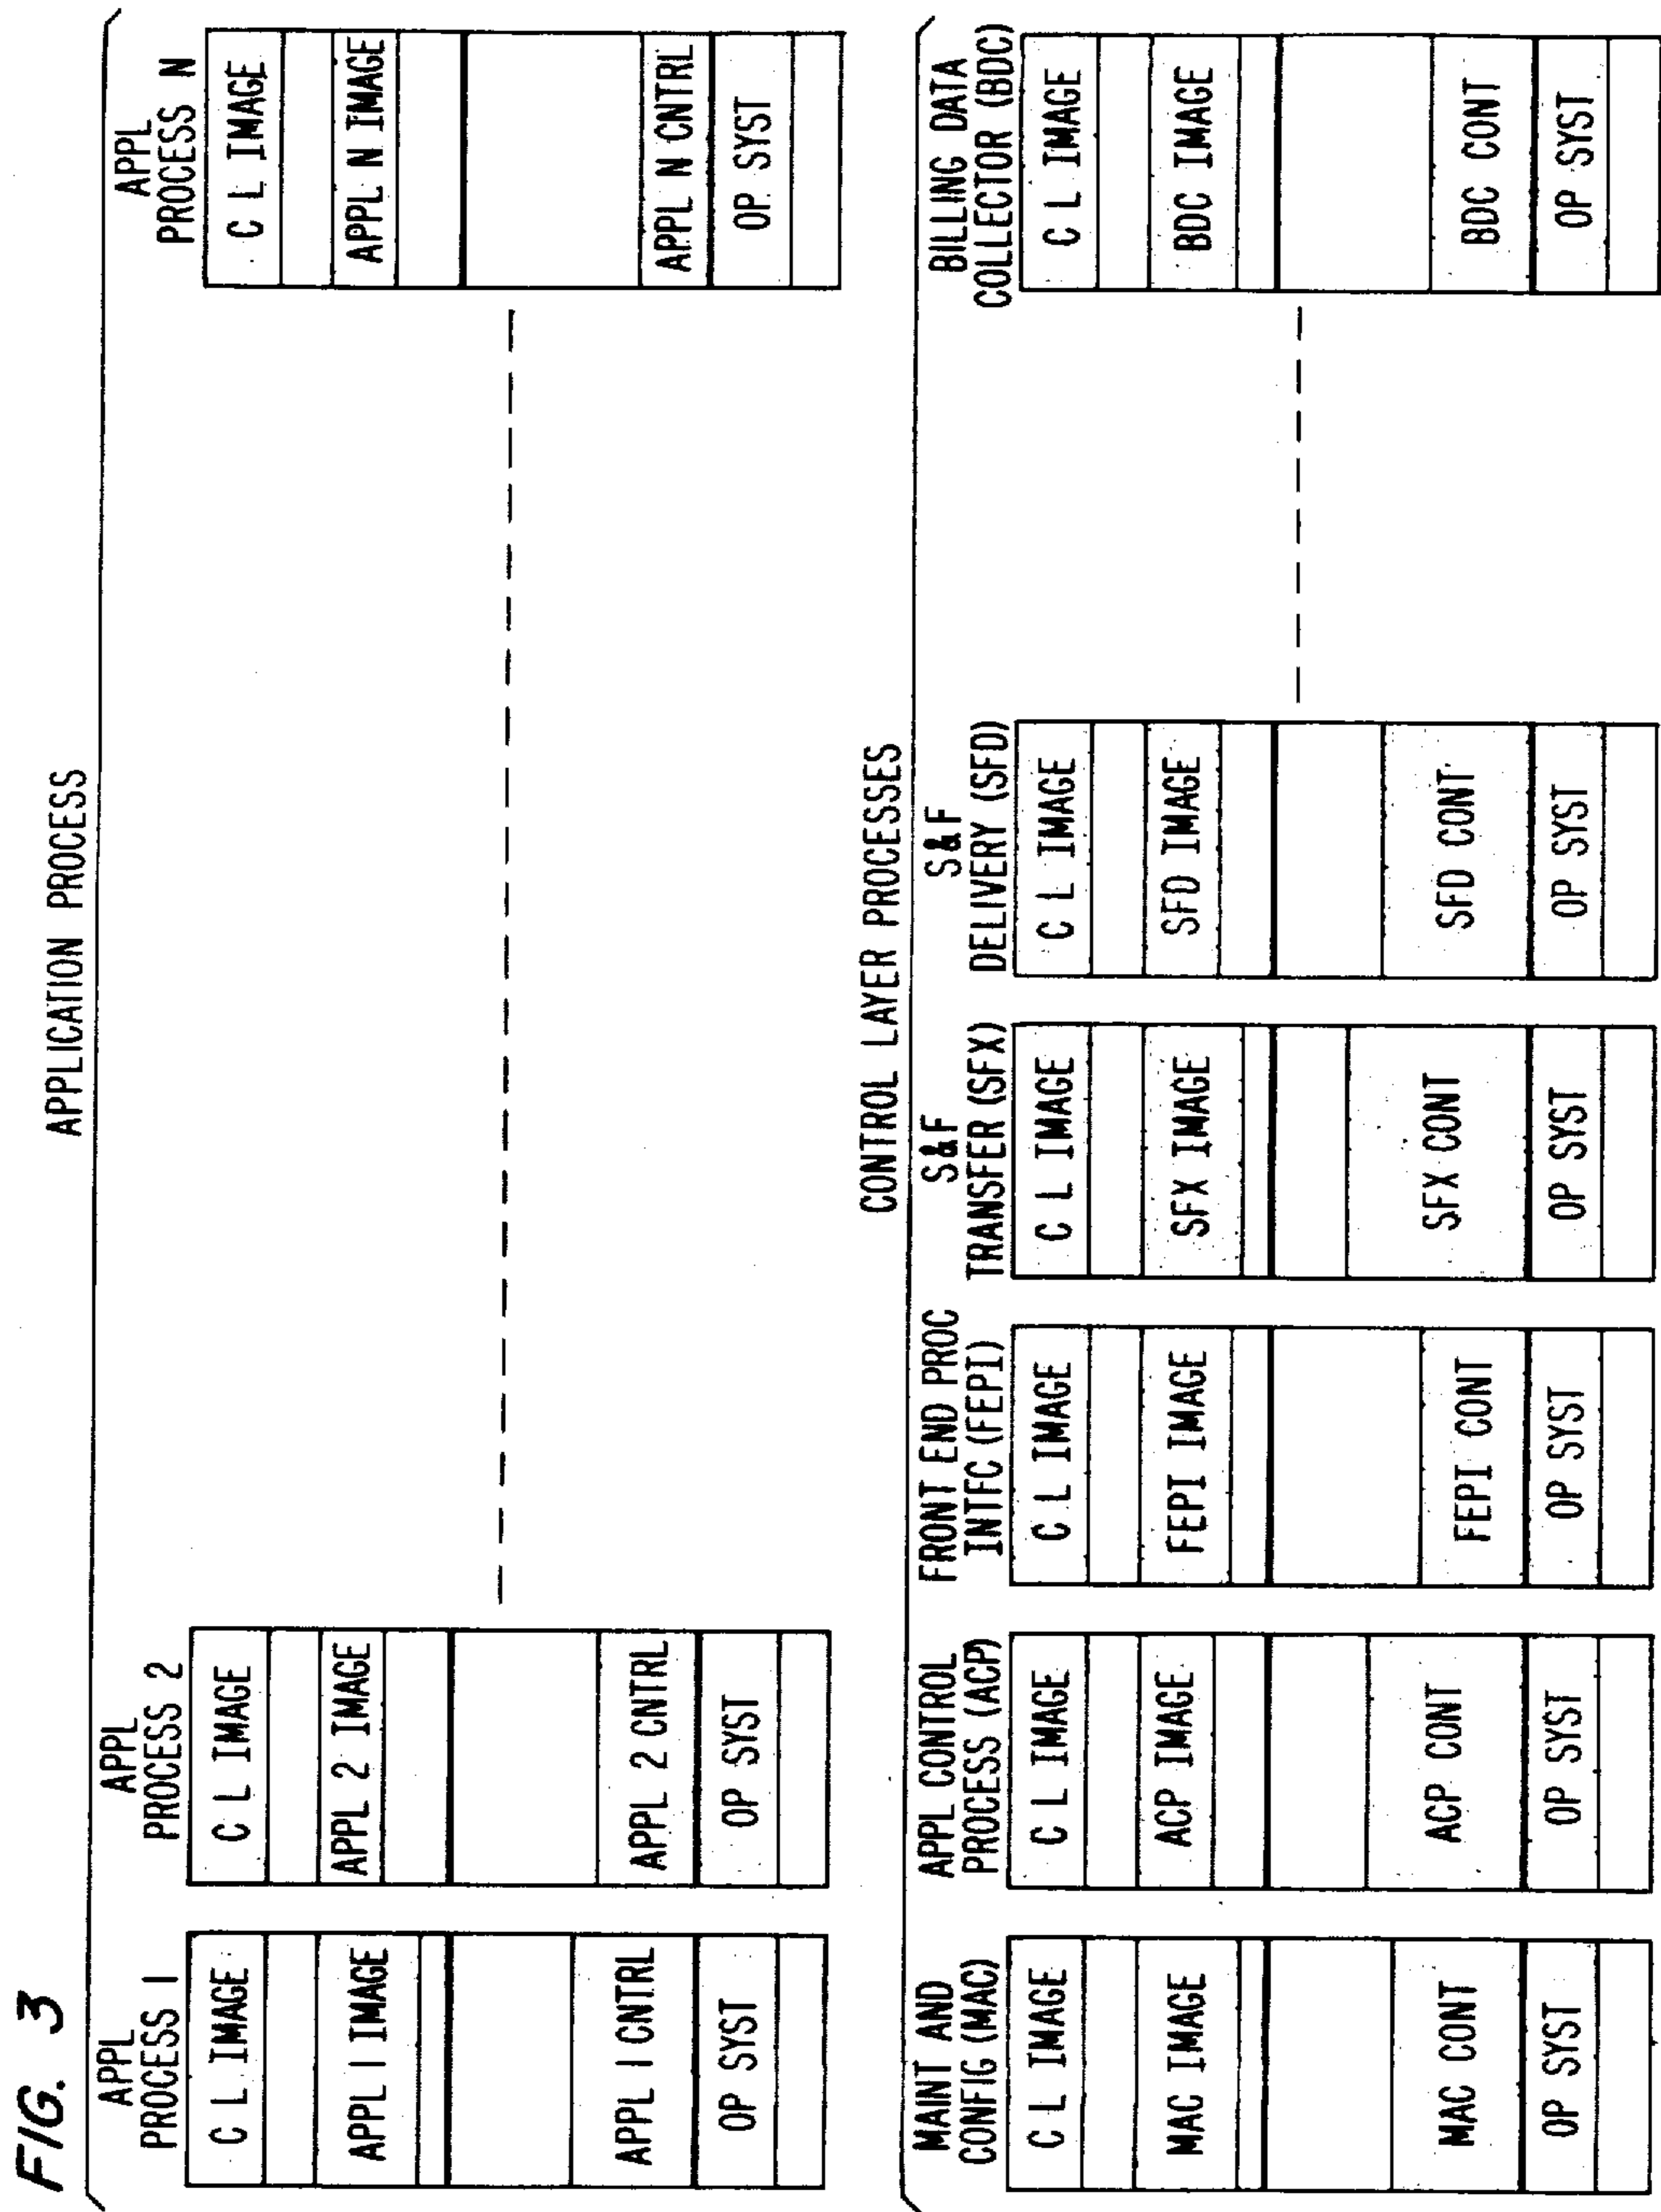 FIG. 3
APPLICATION PROCESS
APPL
PROCESS 1
C L IMAGE
APPL 1 IMAGE
APPL 1 CNTRL
OP SYST
APPL
PROCESS 2
C L IMAGE
APPL 2 IMAGE
APPL 2 CNTRL
OP SYST
APPL
PROCESS N
C L IMAGE
APPL N IMAGE
APPL N CNTRL
OP. SYST
CONTROL LAYER PROCESSES
MAINT AND
CONFIG (MAC)
C L IMAGE
MAC IMAGE
MAC CONT
OP SYST
APPL CONTROL
PROCESS (ACP)
C L IMAGE
ACP IMAGE
ACP CONT
OP SYST
FRONT END PROC
INTFC (FEPI)
C L IMAGE
FEPI IMAGE
FEPI CONT
OP SYST
S&F
TRANSFER (SFX)
C L IMAGE
SFX IMAGE
SFX CONT
OP SYST
S&F
DELIVERY (SFD)
C L IMAGE
SFD IMAGE
SFD CONT
OP SYST
BILLING DATA
COLLECTOR (BDC)
C L IMAGE
BDC IMAGE
BDC CONT
OP SYST